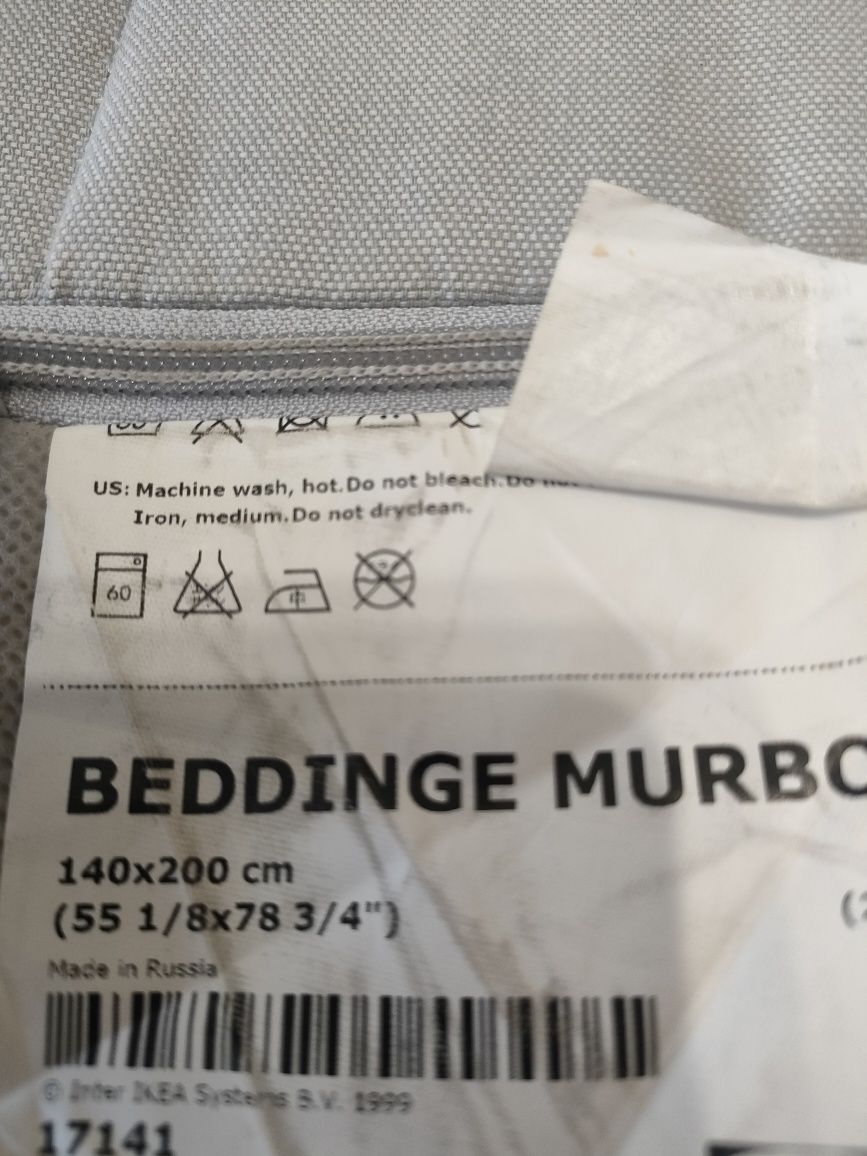 US: Machine wash, hot. Do not bleach. Do
Iron, medium. Do not dryclean.
60
BEDDINGE MURBO
140x200 cm
(55 1/8x78 3/4")
Made in Russia
© Inter IKEA Systems B.V. 1999
17141